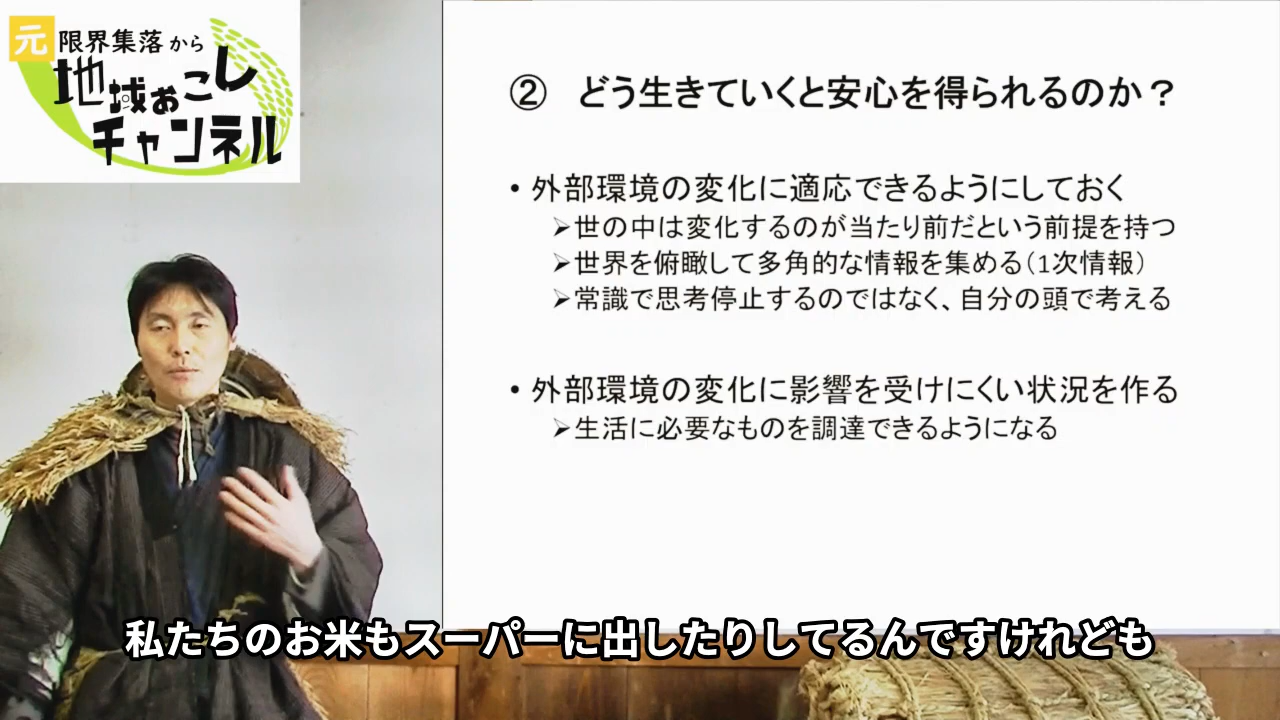 元 限界集落から
地域おこし
チャンネル
② どう生きていくと安心を得られるのか？
• 外部環境の変化に適応できるようにしておく
➢世の中は変化するのが当たり前だという前提を持つ
➢世界を俯瞰して多角的な情報を集める（1次情報）
➢常識で思考停止するのではなく、自分の頭で考える
• 外部環境の変化に影響を受けにくい状況を作る
➢生活に必要なものを調達できるようになる
私たちのお米もスーパーに出したりしてるんですけれども